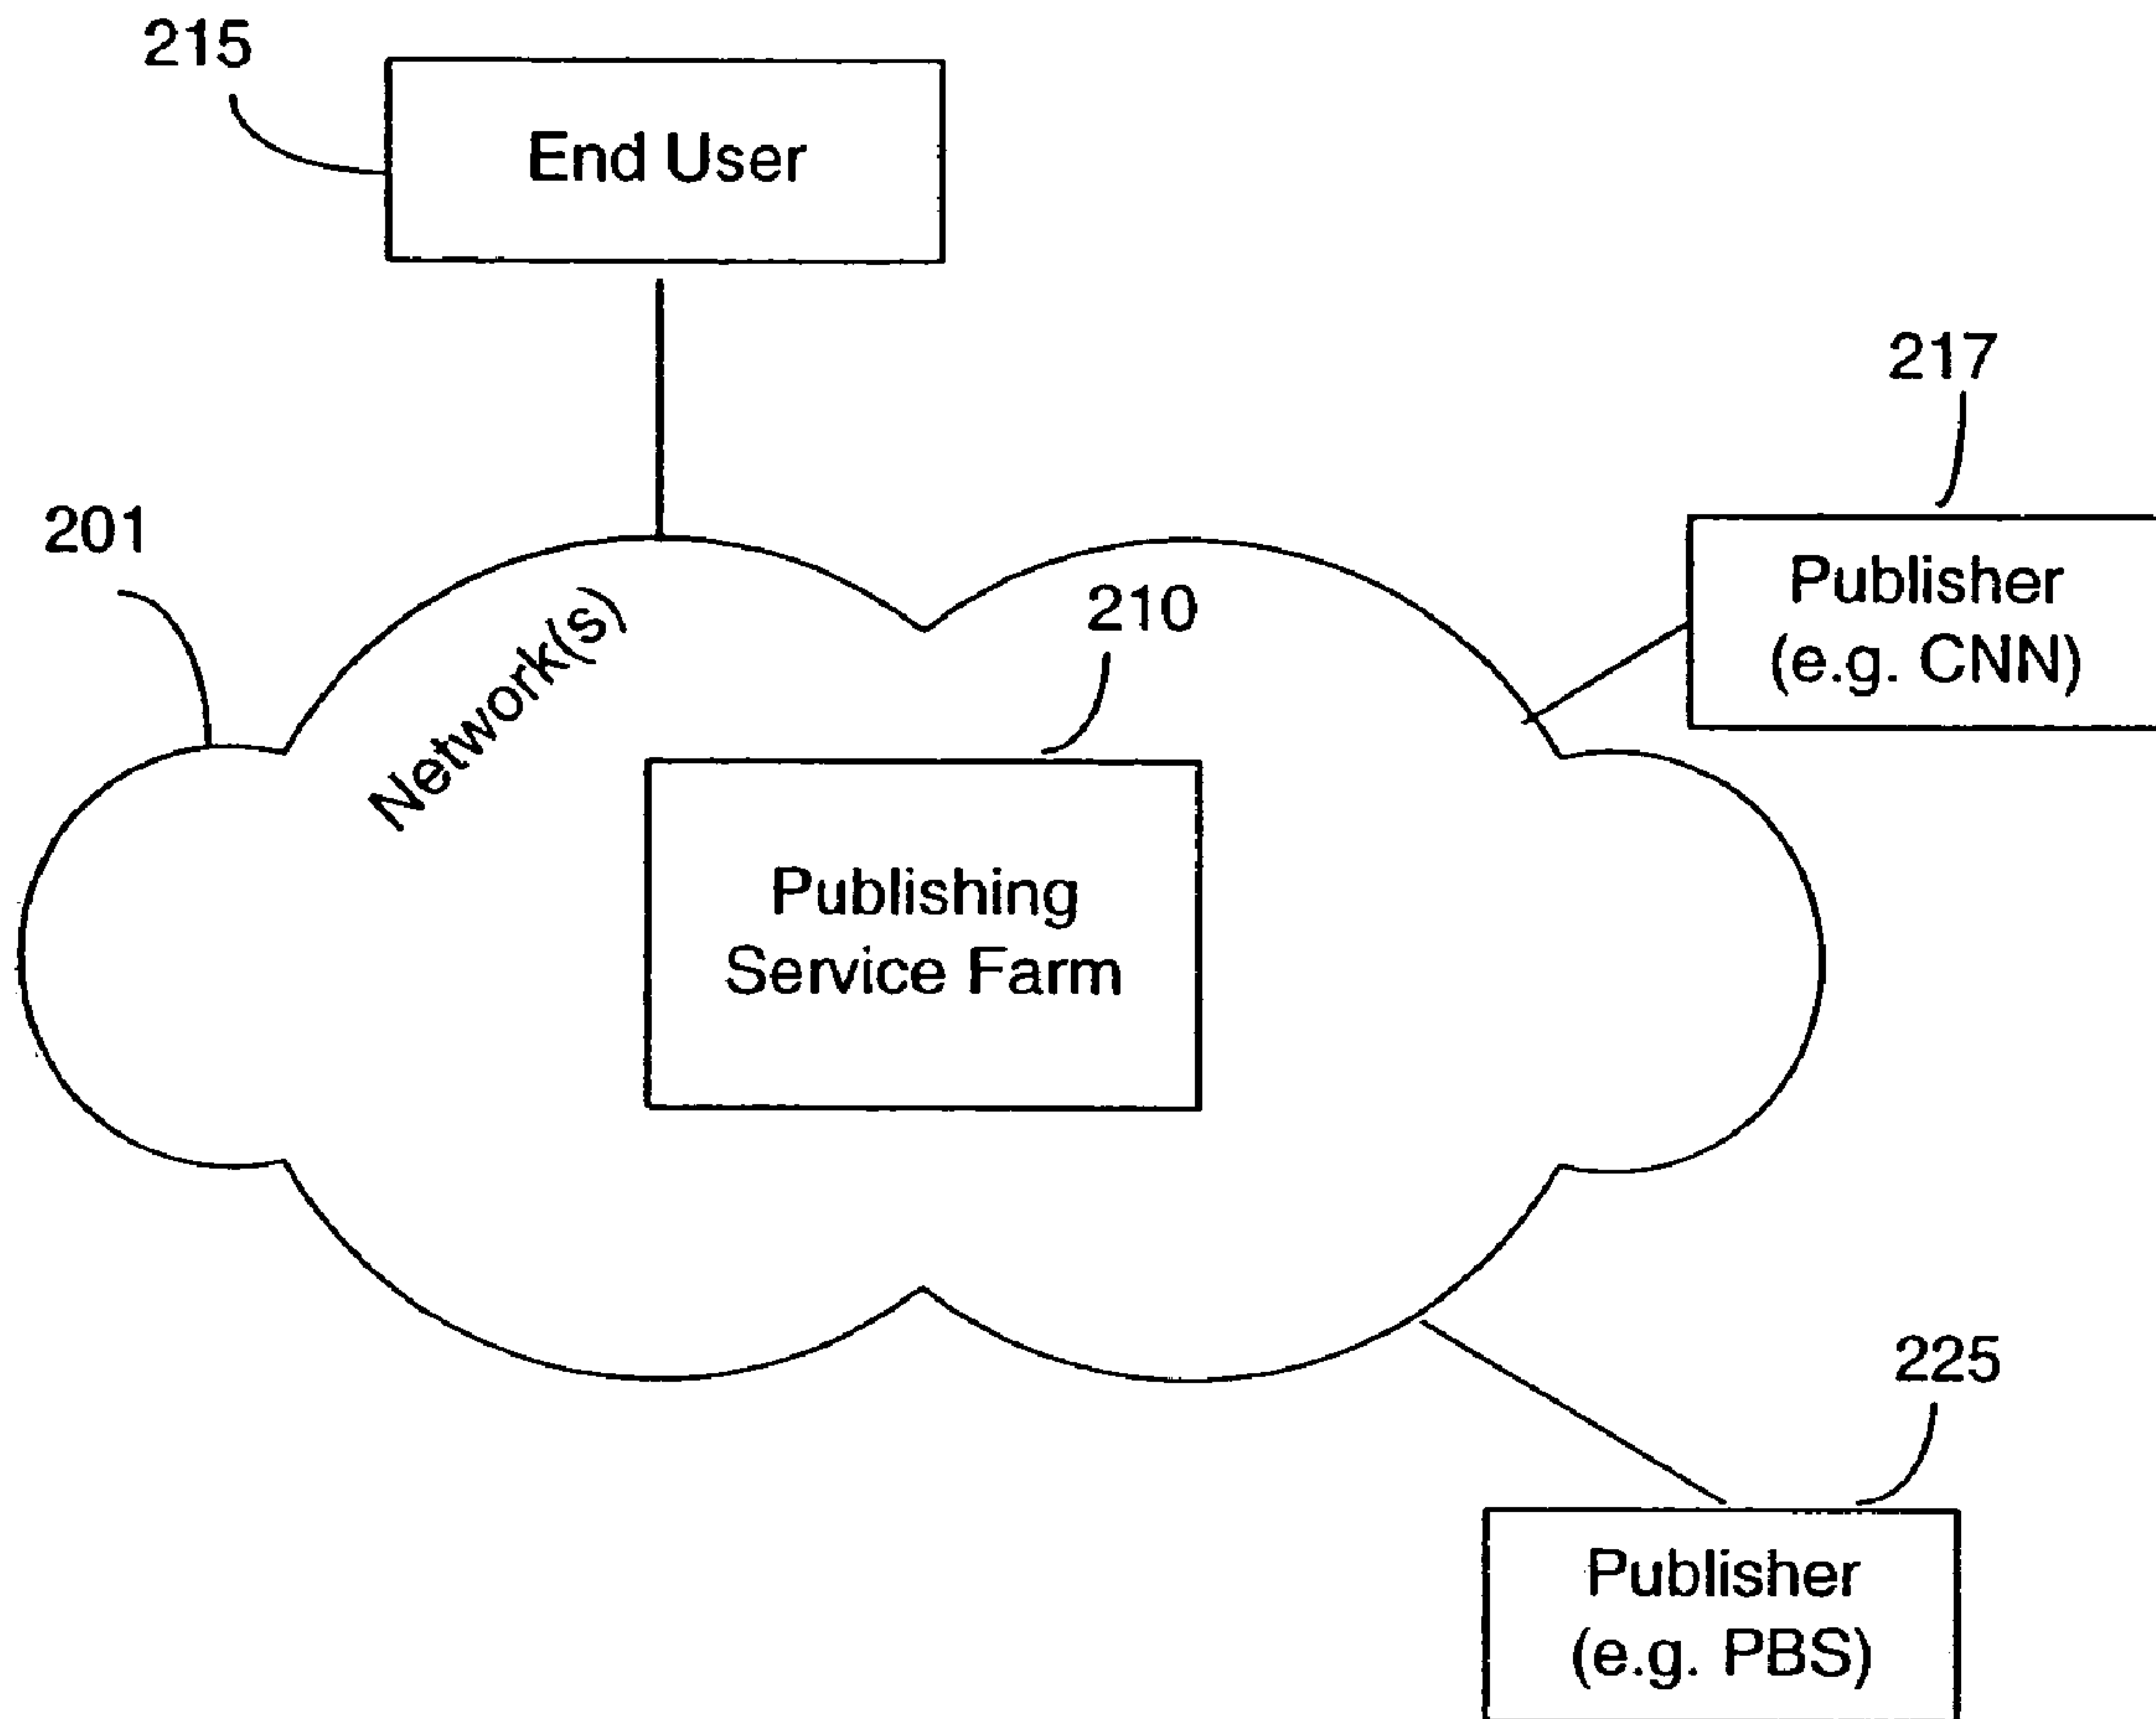 215
End User
217
201
Publisher
(e.g. CNN)
Network(s)
210
Publishing
Service Farm
225
Publisher
(e.g. PBS)